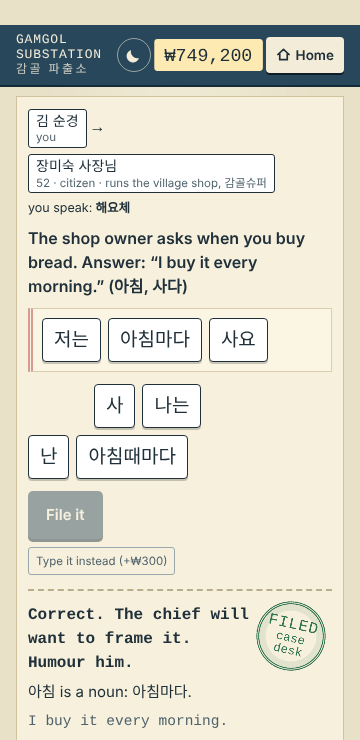 GAMGOL
SUBSTATION
감골 파출소
₩749,200
Home
김 순경
you
→
장미숙 사장님
52 · citizen · runs the village shop, 감골슈퍼
you speak: 해요체
The shop owner asks when you buy
bread. Answer: “I buy it every
morning.” (아침, 사다)
저는 아침마다 사요
사 나는
난 아침때마다
File it
Type it instead (+₩300)
Correct. The chief will
want to frame it.
Humour him.
FILED
case
desk
아침 is a noun: 아침마다.
I buy it every morning.